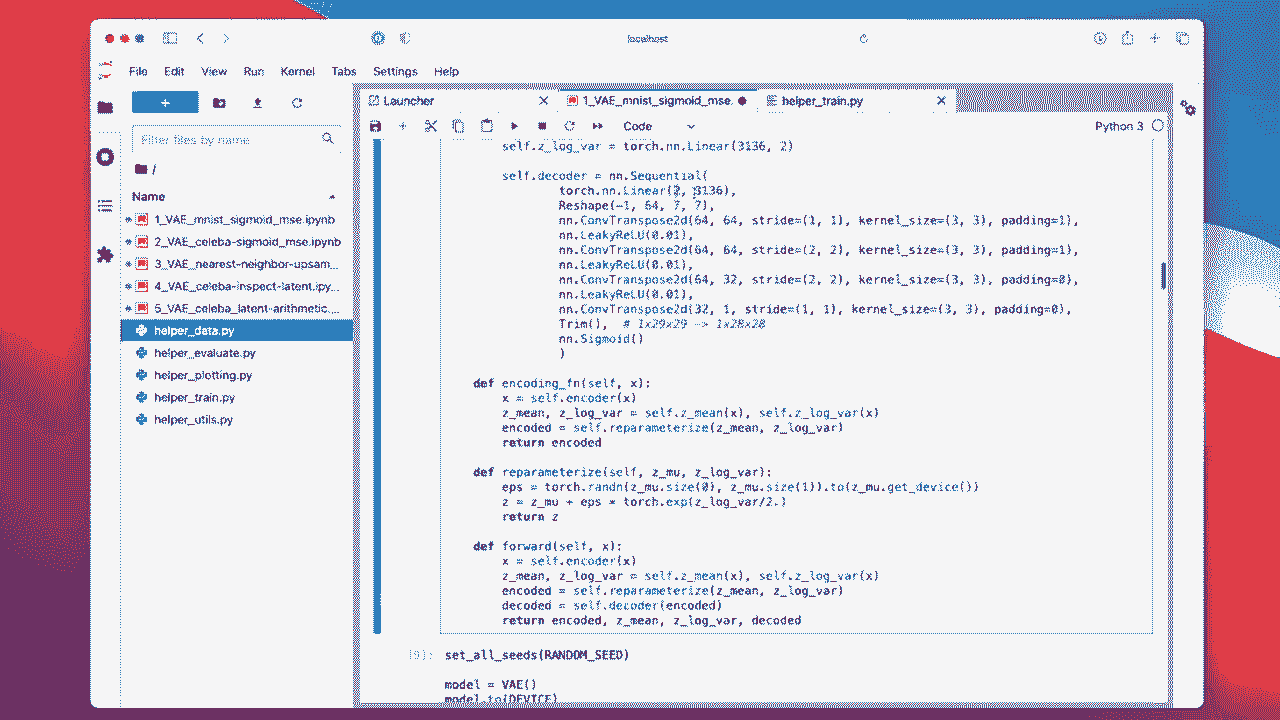 localhost
File Edit View Run Kernel Tabs Settings Help
Launcher
1_VAE_mnist_sigmoid_mse.
helper_train.py
+
Filter files by name
/
Name
1_VAE_mnist_sigmoid_mse.ipynb
2_VAE_celeba-sigmoid_mse.ipynb
3_VAE_nearest-neighbor-upsam...
4_VAE_celeba-inspect-latent.ipy...
5_VAE_celeba_latent-arithmetic....
helper_data.py
helper_evaluate.py
helper_plotting.py
helper_train.py
helper_utils.py
Code
Python 3
self.z_log_var = torch.nn.Linear(3136, 2)
self.decoder = nn.Sequential(
torch.nn.Linear(2, 3136),
Reshape(-1, 64, 7, 7),
nn.ConvTranspose2d(64, 64, stride=(1, 1), kernel_size=(3, 3), padding=1),
nn.LeakyReLU(0.01),
nn.ConvTranspose2d(64, 64, stride=(2, 2), kernel_size=(3, 3), padding=1),
nn.LeakyReLU(0.01),
nn.ConvTranspose2d(64, 32, stride=(2, 2), kernel_size=(3, 3), padding=0),
nn.LeakyReLU(0.01),
nn.ConvTranspose2d(32, 1, stride=(1, 1), kernel_size=(3, 3), padding=0),
Trim(),  # 1x29x29 -> 1x28x28
nn.Sigmoid()
)
def encoding_fn(self, x):
x = self.encoder(x)
z_mean, z_log_var = self.z_mean(x), self.z_log_var(x)
encoded = self.reparameterize(z_mean, z_log_var)
return encoded
def reparameterize(self, z_mu, z_log_var):
eps = torch.randn(z_mu.size(0), z_mu.size(1)).to(z_mu.get_device())
z = z_mu + eps * torch.exp(z_log_var/2.)
return z
def forward(self, x):
x = self.encoder(x)
z_mean, z_log_var = self.z_mean(x), self.z_log_var(x)
encoded = self.reparameterize(z_mean, z_log_var)
decoded = self.decoder(encoded)
return encoded, z_mean, z_log_var, decoded
[9]: set_all_seeds(RANDOM_SEED)
model = VAE()
model.to(DEVICE)